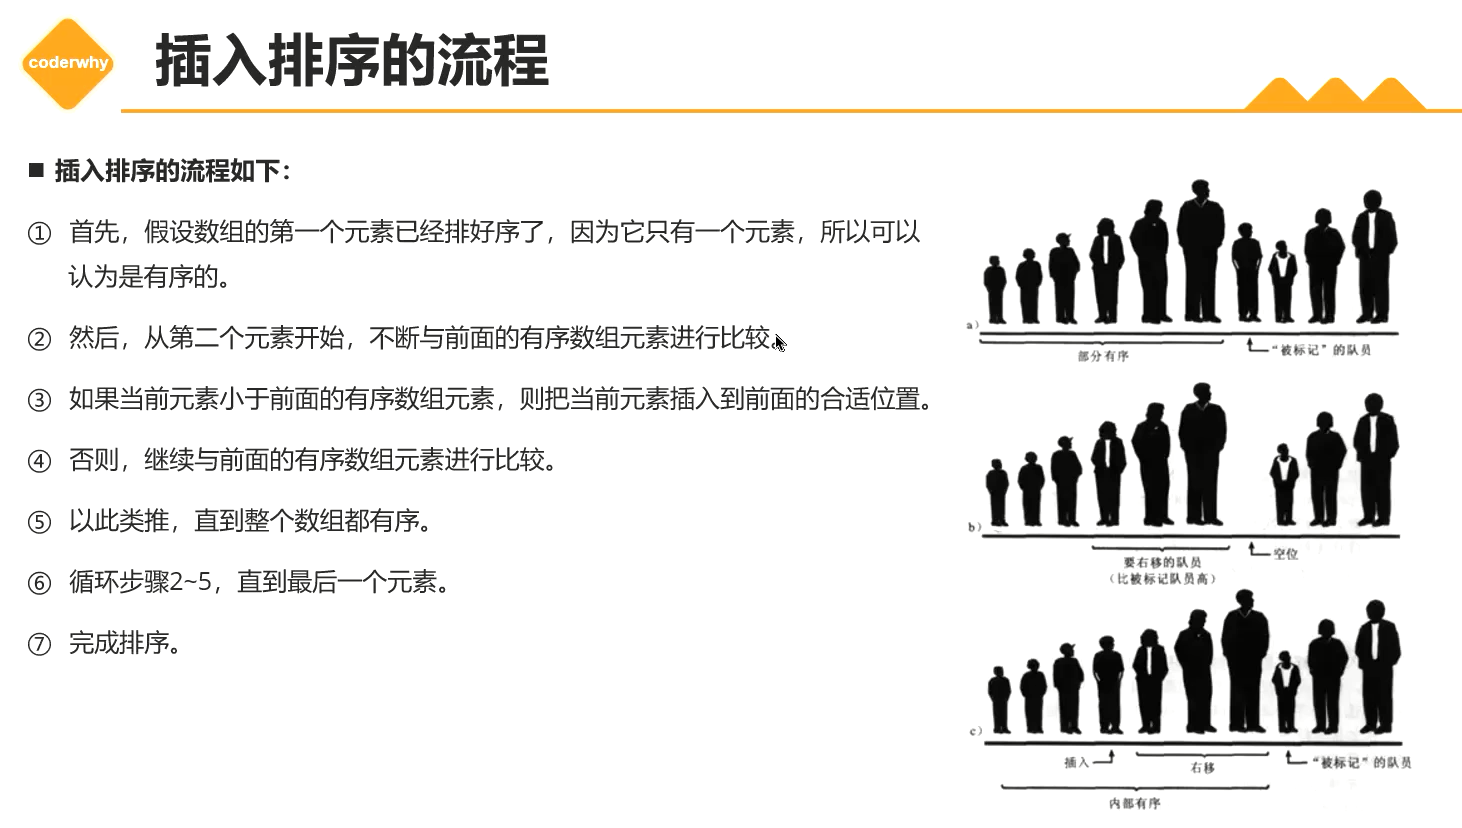 coderwhy
插入排序的流程
■ 插入排序的流程如下：
① 首先，假设数组的第一个元素已经排好序了，因为它只有一个元素，所以可以
认为是有序的。
② 然后，从第二个元素开始，不断与前面的有序数组元素进行比较。
③ 如果当前元素小于前面的有序数组元素，则把当前元素插入到前面的合适位置。
④ 否则，继续与前面的有序数组元素进行比较。
⑤ 以此类推，直到整个数组都有序。
⑥ 循环步骤2~5，直到最后一个元素。
⑦ 完成排序。
a）
部分有序
“被标记”的队员
b）
要右移的队员
（比被标记队员高）
空位
c）
插入
右移
“被标记”的队员
内部有序